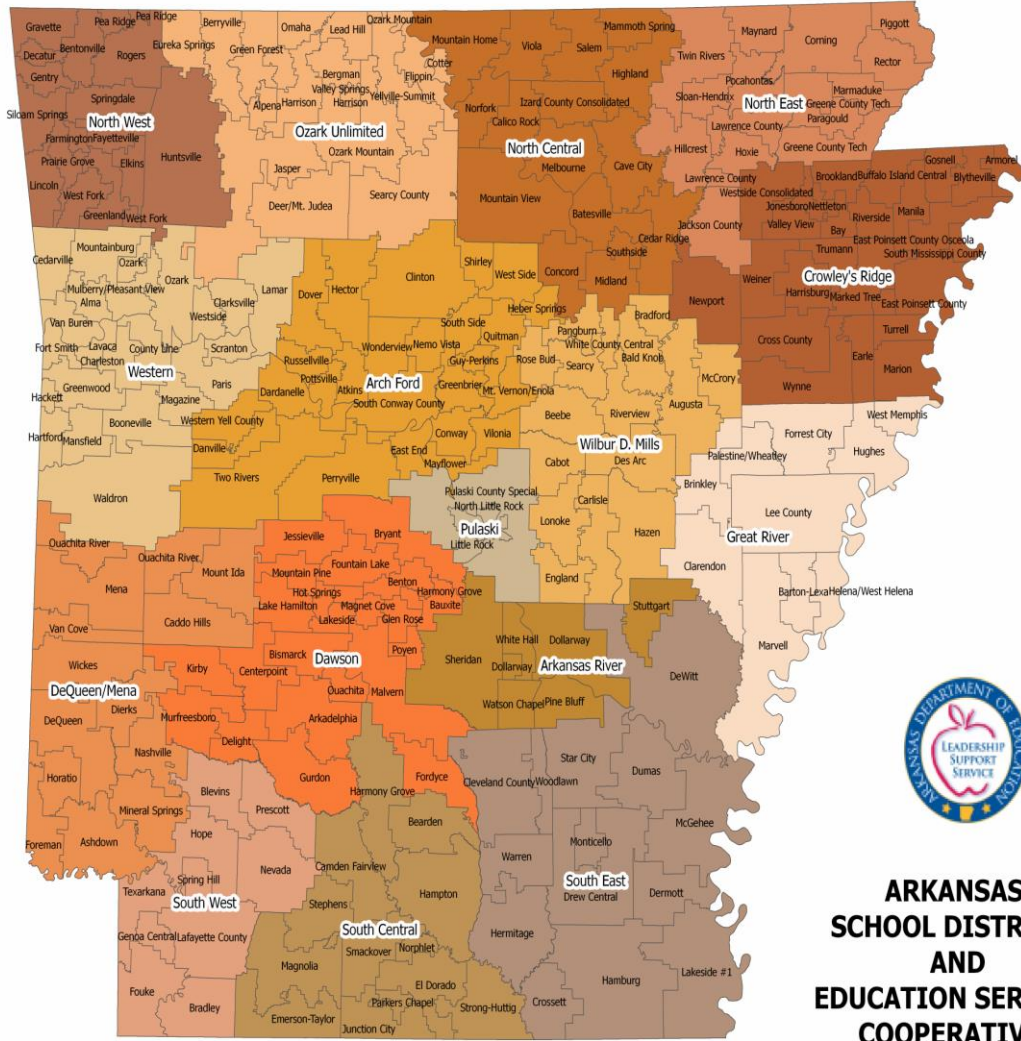 Gravette
Pea Ridge
Pea Ridge
Bentonville
Decatur
Rogers
Gentry
Springdale
Siloam Springs
North West
Farmington
Fayetteville
Prairie Grove
Elkins
Huntsville
Lincoln
West Fork
Greenland
West Fork
Berryville
Omaha
Lead Hill
Ozark Mountain
Eureka Springs
Green Forest
Cotter
Bergman
Flippin
Valley Springs
Alpena
Harrison
Harrison
Yellville-Summit
Ozark Unlimited
Ozark Mountain
Jasper
Searcy County
Deer/Mt. Judea
Mountain Home
Viola
Salem
Mammoth Spring
Highland
Norfork
Izard County Consolidated
Calico Rock
North Central
Melbourne
Cave City
Mountain View
Batesville
Cedar Ridge
Southside
Concord
Midland
Maynard
Corning
Piggott
Twin Rivers
Rector
Pocahontas
Sloan-Hendrix
Marmaduke
North East
Greene County Tech
Paragould
Lawrence County
Hillcrest
Hoxie
Greene County Tech
Lawrence County
Jackson County
Gosnell
Armorel
Brookland
Buffalo Island Central
Blytheville
Westside Consolidated
Jonesboro
Nettleton
Manila
Valley View
Riverside
Bay
East Poinsett County
Osceola
Trumann
South Mississippi County
Weiner
Crowley's Ridge
Harrisburg
Marked Tree
East Poinsett County
Newport
Turrell
Cross County
Earle
Marion
Wynne
Mountainburg
Cedarville
Ozark
Ozark
Lamar
Mulberry/Pleasant View
Alma
Clarksville
Westside
Van Buren
Fort Smith
Lavaca
County Line
Scranton
Charleston
Western
Greenwood
Paris
Hackett
Magazine
Booneville
Hartford
Mansfield
Waldron
Clinton
Shirley
West Side
Dover
Hector
Heber Springs
South Side
Quitman
Wonderview
Nemo Vista
Russellville
Guy-Perkins
Pottsville
Atkins
Arch Ford
Greenbrier
Mt. Vernon/Enola
Dardanelle
South Conway County
Western Yell County
Conway
Vilonia
Danville
East End
Mayflower
Two Rivers
Perryville
Bradford
Pangburn
White County Central
Rose Bud
Searcy
Bald Knob
McCrory
Augusta
Beebe
Riverview
Wilbur D. Mills
Des Arc
Cabot
Carlisle
Lonoke
Hazen
England
Pulaski County Special
North Little Rock
Pulaski
Little Rock
West Memphis
Forrest City
Palestine/Wheatley
Hughes
Brinkley
Lee County
Great River
Clarendon
Barton-Lexa
Helena/West Helena
Marvell
Ouachita River
Ouachita River
Mount Ida
Mena
Caddo Hills
Van Cove
Wickes
DeQueen/Mena
Dierks
DeQueen
Nashville
Horatio
Mineral Springs
Foreman
Ashdown
Jessieville
Bryant
Fountain Lake
Mountain Pine
Benton
Hot Springs
Harmony Grove
Lake Hamilton
Magnet Cove
Bauxite
Lakeside
Glen Rose
Bismarck
Poyen
Dawson
Kirby
Centerpoint
Ouachita
Malvern
Murfreesboro
Arkadelphia
Delight
Gurdon
Fordyce
Stuttgart
White Hall
Dollarway
Sheridan
Dollarway
Arkansas River
Watson Chapel
Pine Bluff
DeWitt
Star City
Cleveland County
Woodlawn
Dumas
McGehee
Warren
Monticello
South East
Drew Central
Dermott
Hermitage
Hamburg
Lakeside #1
Crossett
Blevins
Prescott
Hope
Nevada
Spring Hill
Texarkana
South West
Genoa Central
Lafayette County
Fouke
Bradley
Harmony Grove
Bearden
Camden Fairview
Hampton
Stephens
South Central
Smackover
Norphlet
Magnolia
El Dorado
Parkers Chapel
Strong-Huttig
Emerson-Taylor
Junction City
ARKANSAS DEPARTMENT OF EDUCATION
LEADERSHIP
SUPPORT
SERVICE
ARKANSAS
SCHOOL DISTR
AND
EDUCATION SER
COOPERATIV